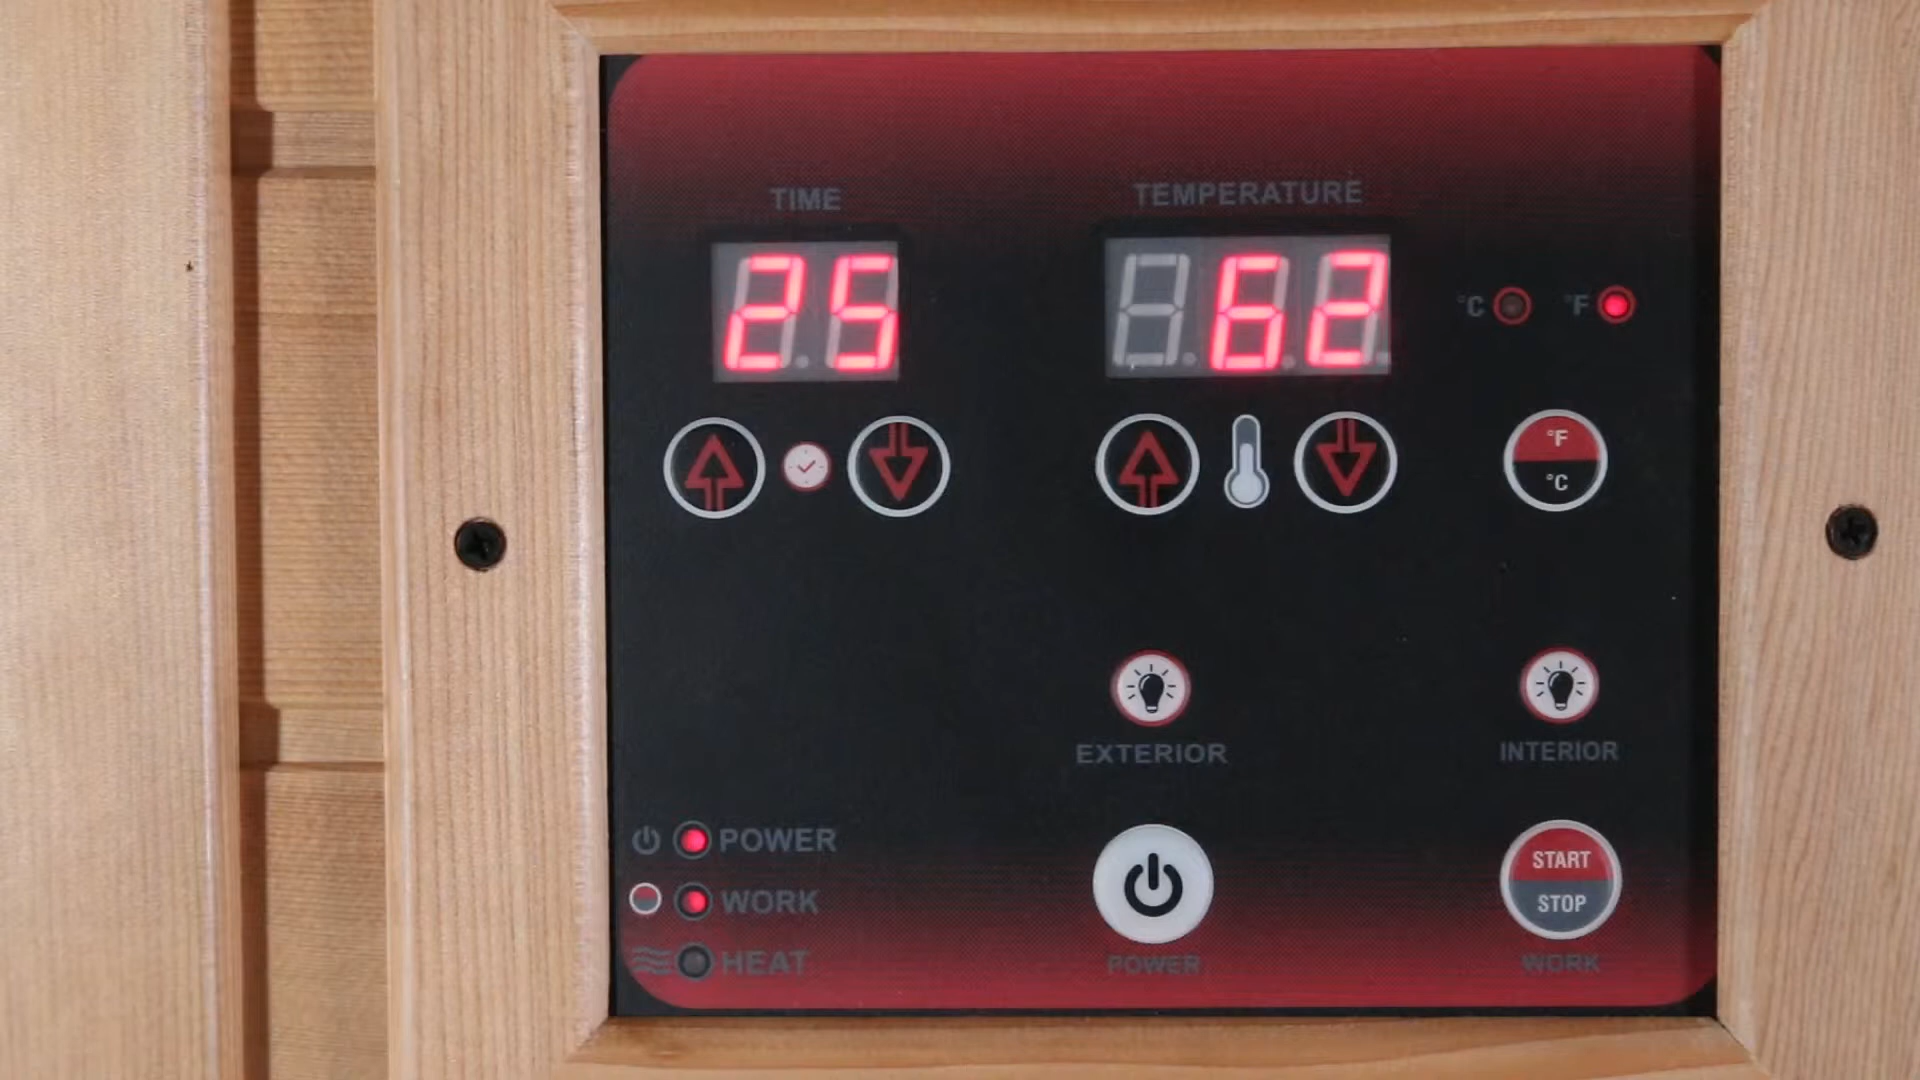 TIME
TEMPERATURE
25
62
°C
°F
°F
°C
EXTERIOR
INTERIOR
POWER
WORK
HEAT
START
STOP
POWER
WORK